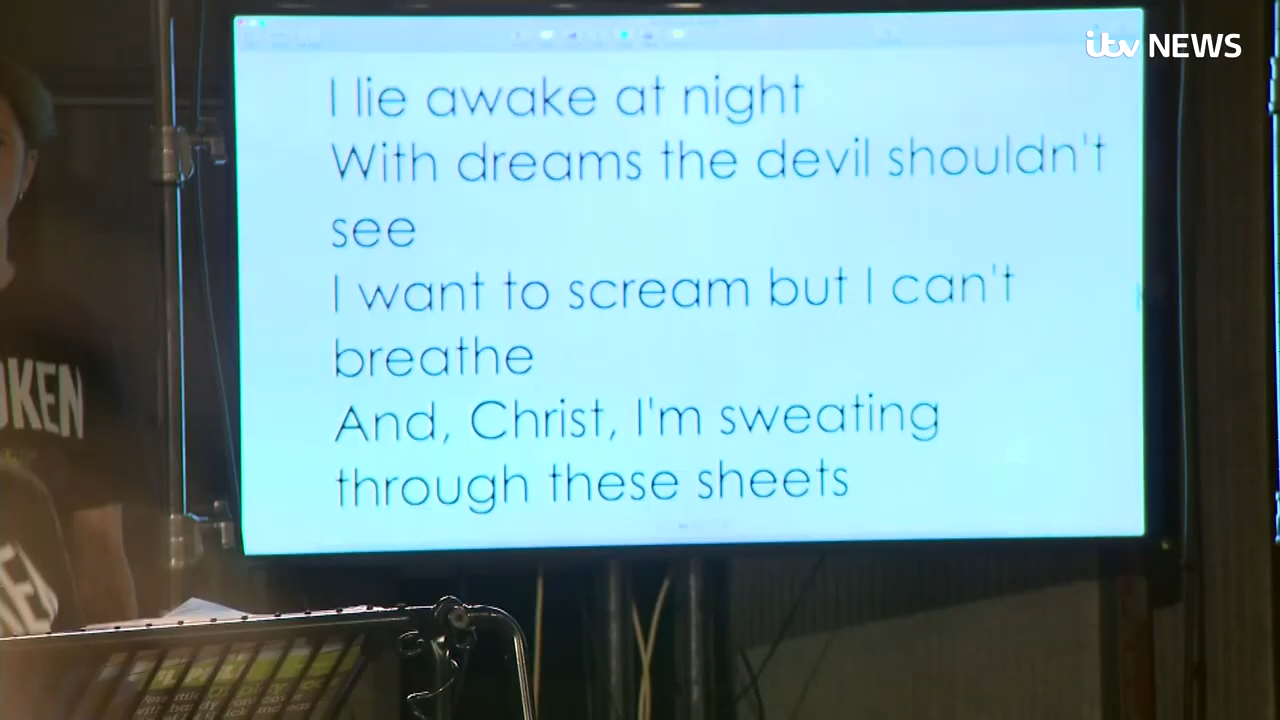 itv NEWS
I lie awake at night
With dreams the devil shouldn't
see
I want to scream but I can't
breathe
And, Christ, I'm sweating
through these sheets
OKEN